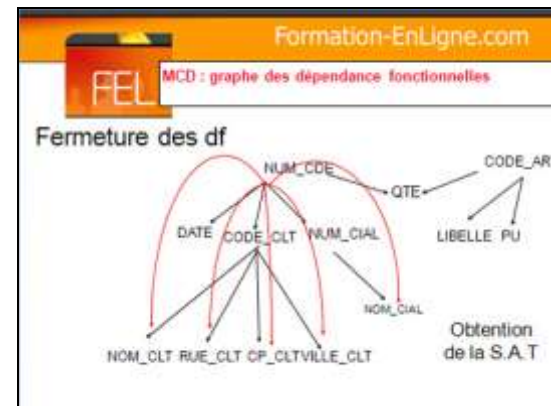 Formation-EnLigne.com
FEL
MCD : graphe des dépendance fonctionnelles
Fermeture des df
NUM_CDE
CODE_AR
QTE
DATE CODE_CLT NUM_CIAL LIBELLE PU
NOM_CIAL
Obtention
de la S.A.T
NOM_CLT RUE_CLT CP_CLT VILLE_CLT